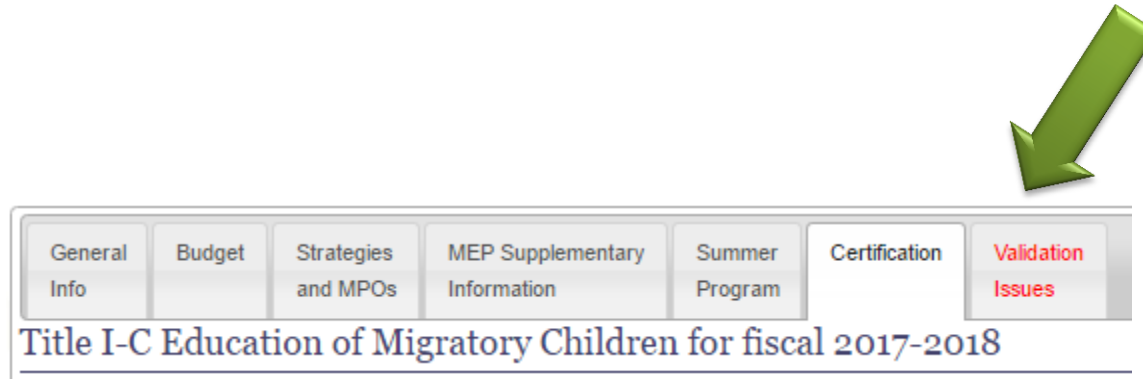 General Info
Budget
Strategies and MPOs
MEP Supplementary Information
Summer Program
Certification
Validation Issues
Title I-C Education of Migratory Children for fiscal 2017-2018